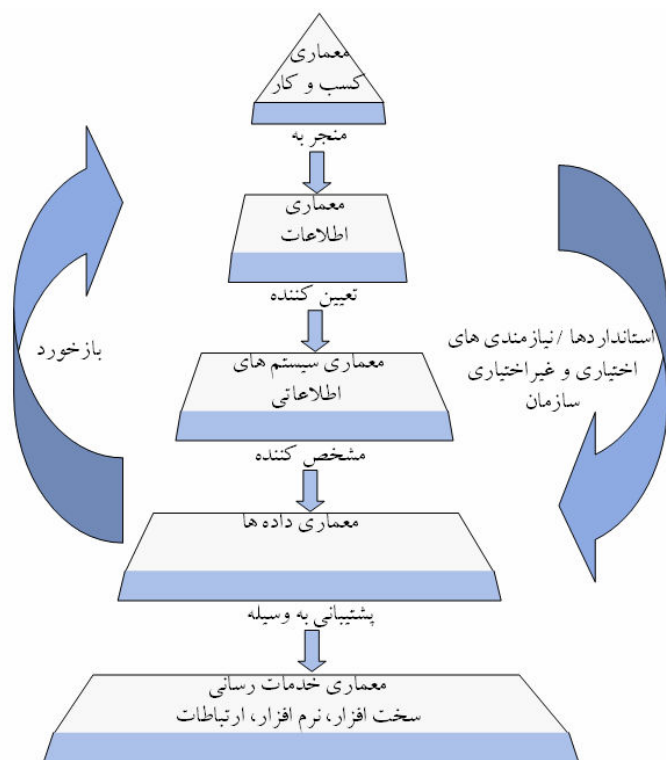 معماری
کسب و کار
منجر به
معماری
اطلاعات
تعیین کننده
معماری سیستم های
اطلاعاتی
مشخص کننده
معماری داده ها
پشتیبانی به وسیله
معماری خدمات رسانی
سخت افزار، نرم افزار، ارتباطات
استانداردها /نیازمندی های
اختیاری و غیراختیاری
سازمان
بازخورد